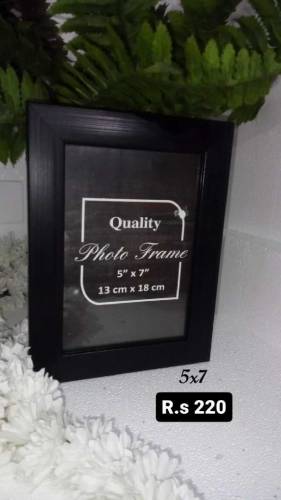 Quality
Photo Frame
5" x 7"
13 cm x 18 cm
5x7
R.s 220